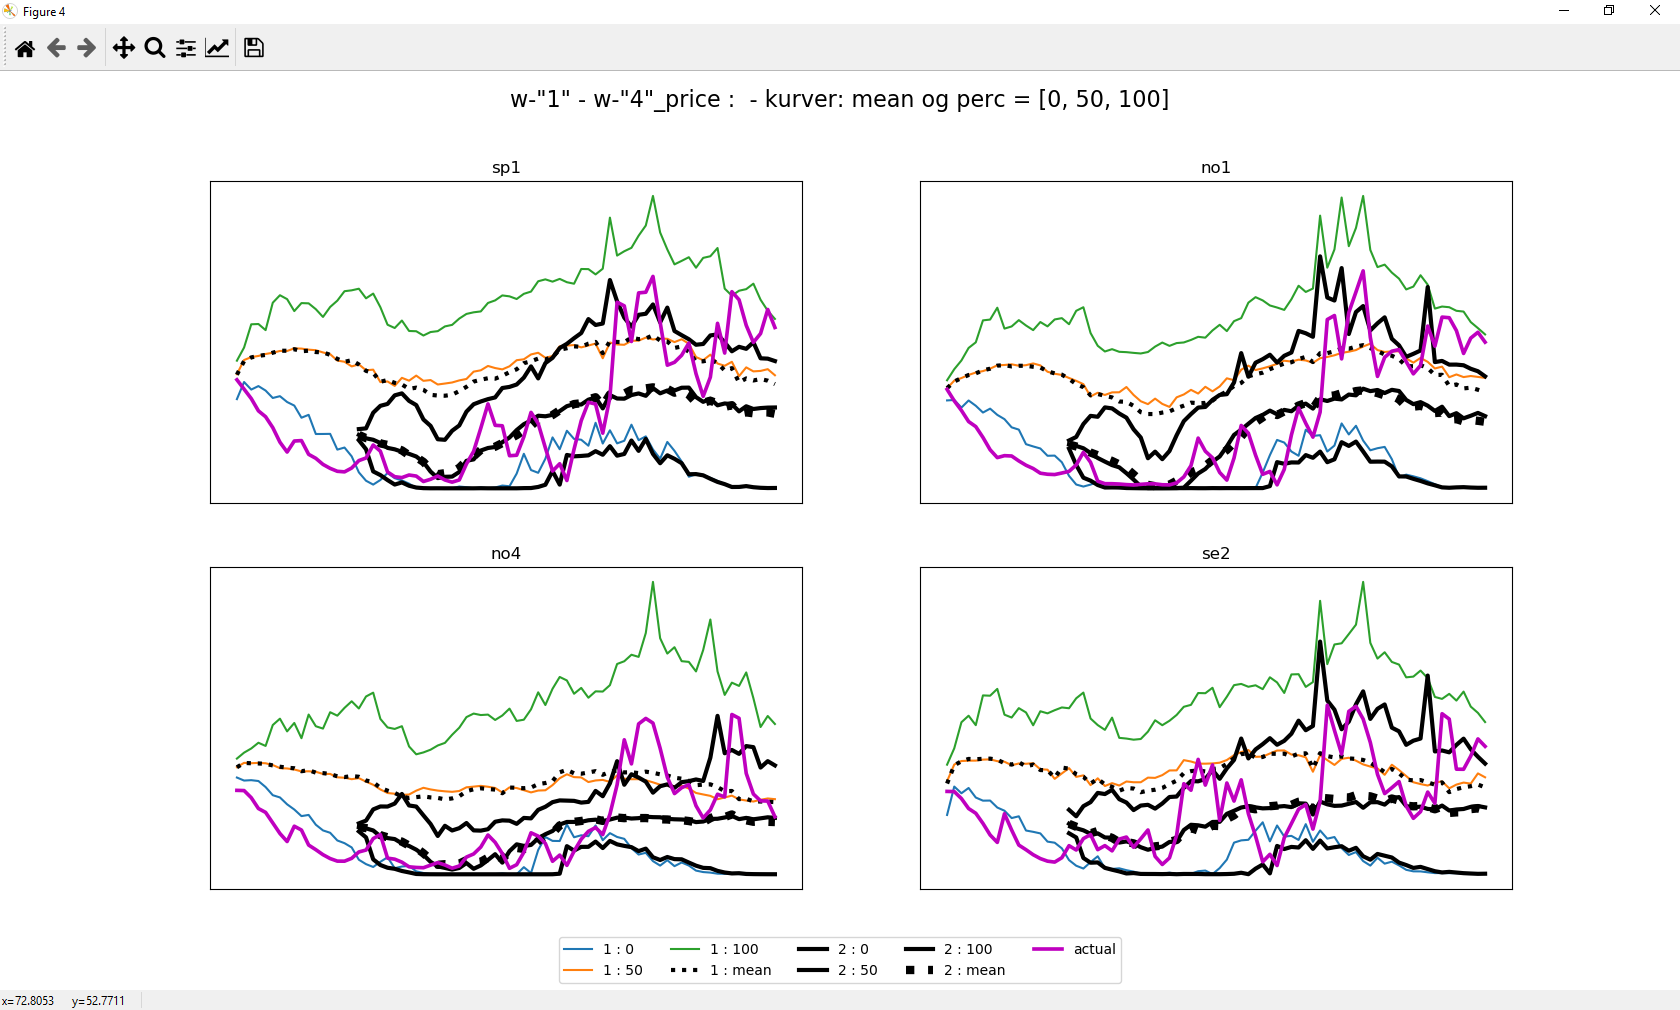 Figure 4
w-"1" - w-"4"_price :  - kurver: mean og perc = [0, 50, 100]
sp1
no1
no4
se2
1 : 0
1 : 50
1 : 100
1 : mean
2 : 0
2 : 50
2 : 100
2 : mean
actual
x=72.8053 y=52.7711